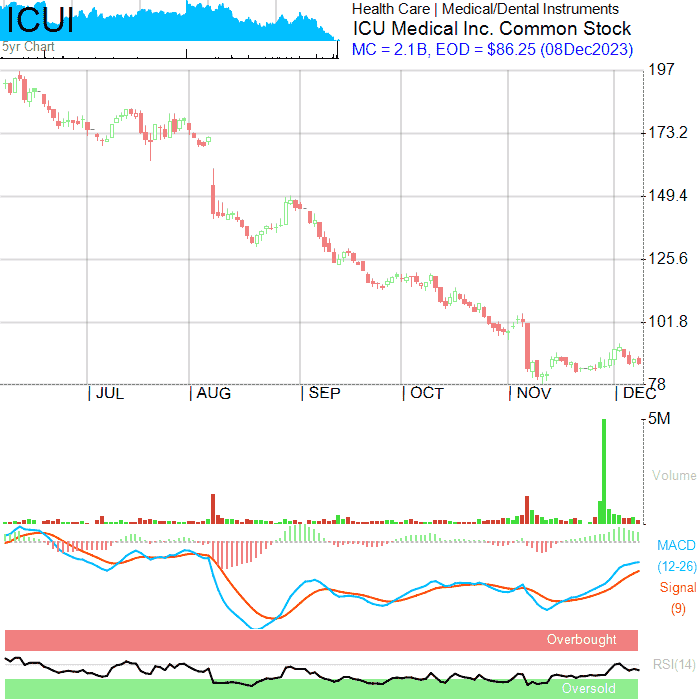 ICUI
5yr Chart
Health Care | Medical/Dental Instruments
ICU Medical Inc. Common Stock
MC = 2.1B, EOD = $86.25 (08Dec2023)
197
173.2
149.4
125.6
101.8
78
|JUL |AUG |SEP |OCT |NOV |DEC
5M
Volume
MACD
(12-26)
Signal
(9)
Overbought
RSI(14)
Oversold